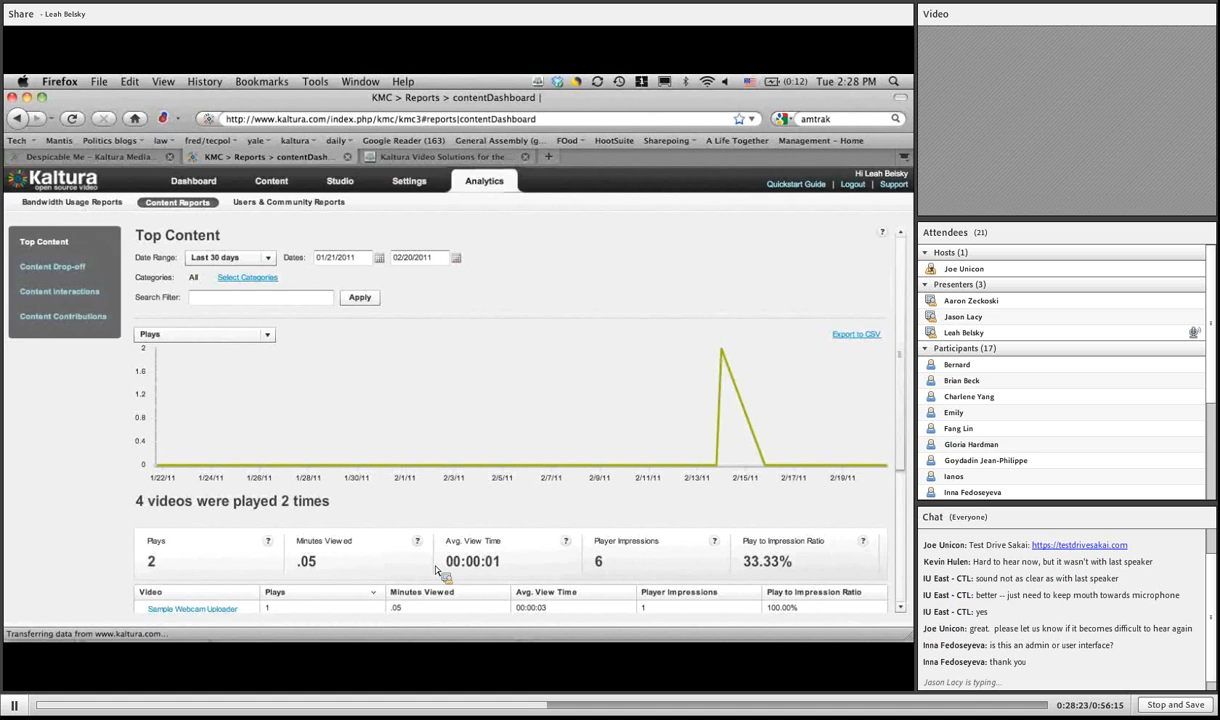 Share - Leah Belsky
Firefox File Edit View History Bookmarks Tools Window Help (0:12) Tue 2:28 PM
KMC > Reports > contentDashboard |
http://www.kaltura.com/index.php/kmc/kmc3#reports|contentDashboard
amtrak
Tech Mantis Politics blogs law fred/tecpol yale kaltura daily Google Reader (163) General Assembly (g... FOod HootSuite Sharepoing A Life Together Management - Home
Despicable Me - Kaltura Media... KMC > Reports > contentDash... Kaltura Video Solutions for the...
Kaltura
open source video
Dashboard Content Studio Settings Analytics
Hi Leah Belsky
Quickstart Guide | Logout | Support
Bandwidth Usage Reports Content Reports Users & Community Reports
Top Content
Content Drop-off
Content Interactions
Content Contributions
Top Content
Date Range: Last 30 days Dates: 01/21/2011 02/20/2011
Categories: All Select Categories
Search Filter: Apply
Plays
Export to CSV
2
1.6
1.2
0.8
0.4
0
1/22/11 1/24/11 1/26/11 1/28/11 1/30/11 2/1/11 2/3/11 2/5/11 2/7/11 2/9/11 2/11/11 2/13/11 2/15/11 2/17/11 2/19/11
4 videos were played 2 times
Plays ? Minutes Viewed ? Avg. View Time ? Player Impressions ? Play to Impression Ratio ?
2 .05 00:00:01 6 33.33%
Video Plays Minutes Viewed Avg. View Time Player Impressions Play to Impression Ratio
Sample Webcam Uploader 1 .05 00:00:03 1 100.00%
Transferring data from www.kaltura.com...
Video
Attendees (21)
Hosts (1)
Joe Unicon
Presenters (3)
Aaron Zeckoski
Jason Lacy
Leah Belsky
Participants (17)
Bernard
Brian Beck
Charlene Yang
Emily
Fang Lin
Gloria Hardman
Goydadin Jean-Philippe
Ianos
Inna Fedoseyeva
Chat (Everyone)
Joe Unicon: Test Drive Sakai: https://testdrivesakai.com
Kevin Hulen: Hard to hear now, but it wasn't with last speaker
IU East - CTL: sound not as clear as with last speaker
IU East - CTL: better -- just need to keep mouth towards microphone
IU East - CTL: yes
Joe Unicon: great. please let us know if it becomes difficult to hear again
Inna Fedoseyeva: is this an admin or user interface?
Inna Fedoseyeva: thank you
Jason Lacy is typing...
0:28:23/0:56:15 Stop and Save